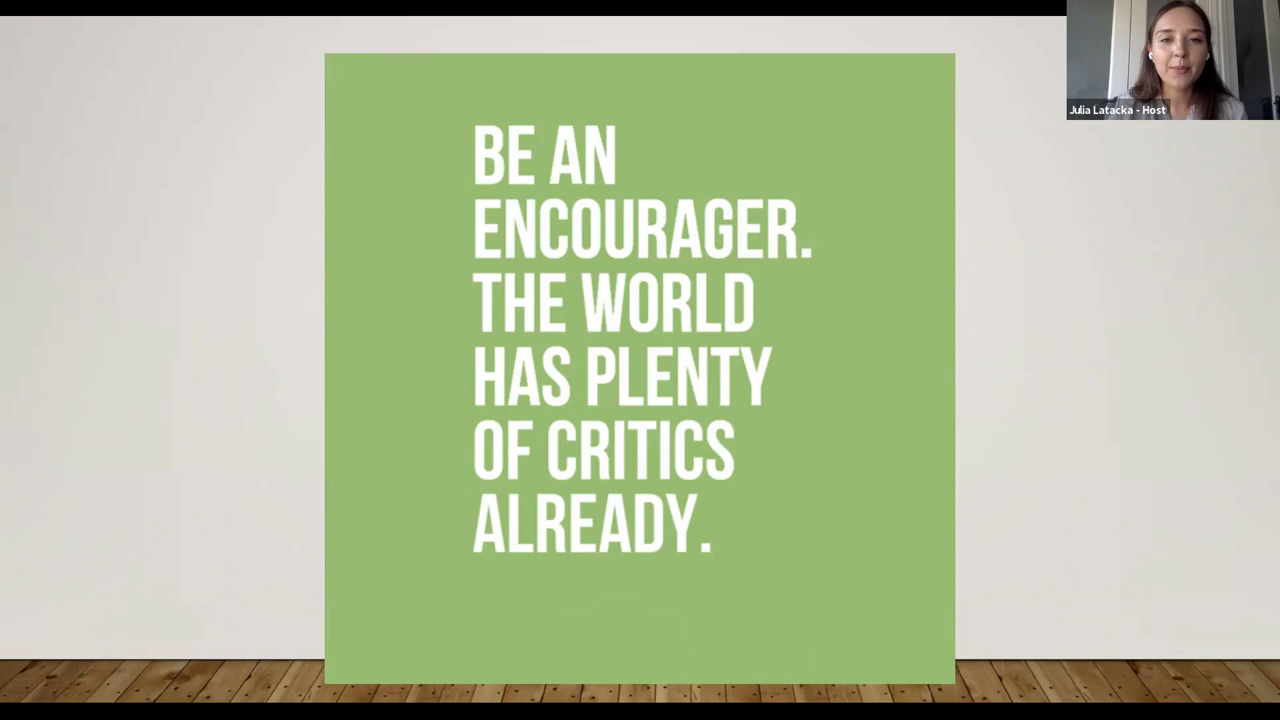 Julia Latacka - Host
BE AN
ENCOURAGER.
THE WORLD
HAS PLENTY
OF CRITICS
ALREADY.